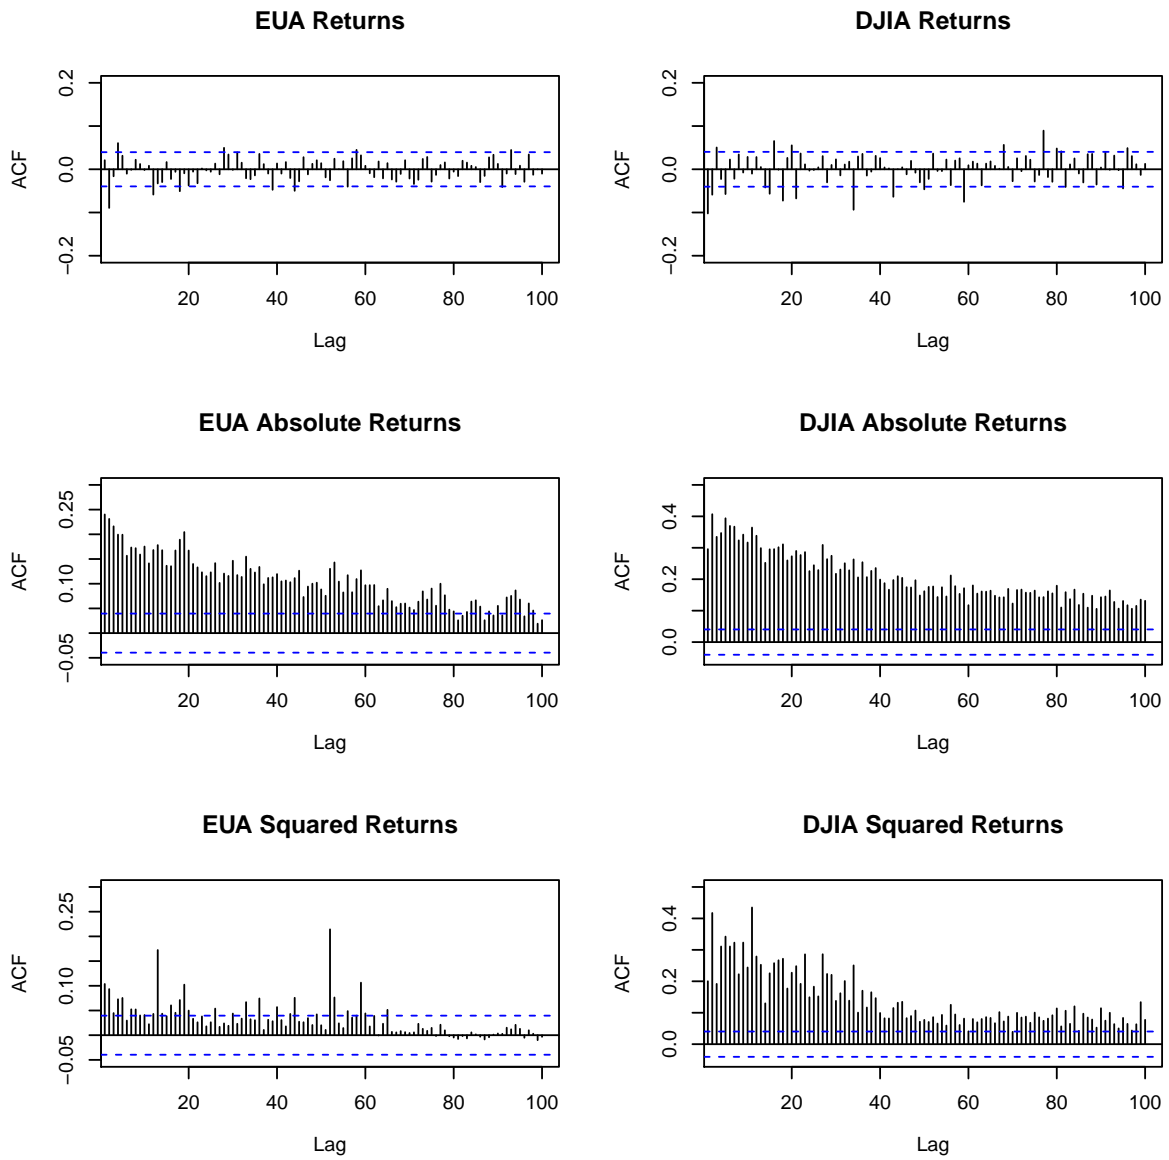 EUA Returns
ACF
0.2
0.0
−0.2
20 40 60 80 100
Lag
DJIA Returns
ACF
0.2
0.0
−0.2
20 40 60 80 100
Lag
EUA Absolute Returns
ACF
0.25
0.10
−0.05
20 40 60 80 100
Lag
DJIA Absolute Returns
ACF
0.4
0.2
0.0
20 40 60 80 100
Lag
EUA Squared Returns
ACF
0.25
0.10
−0.05
20 40 60 80 100
Lag
DJIA Squared Returns
ACF
0.4
0.2
0.0
20 40 60 80 100
Lag